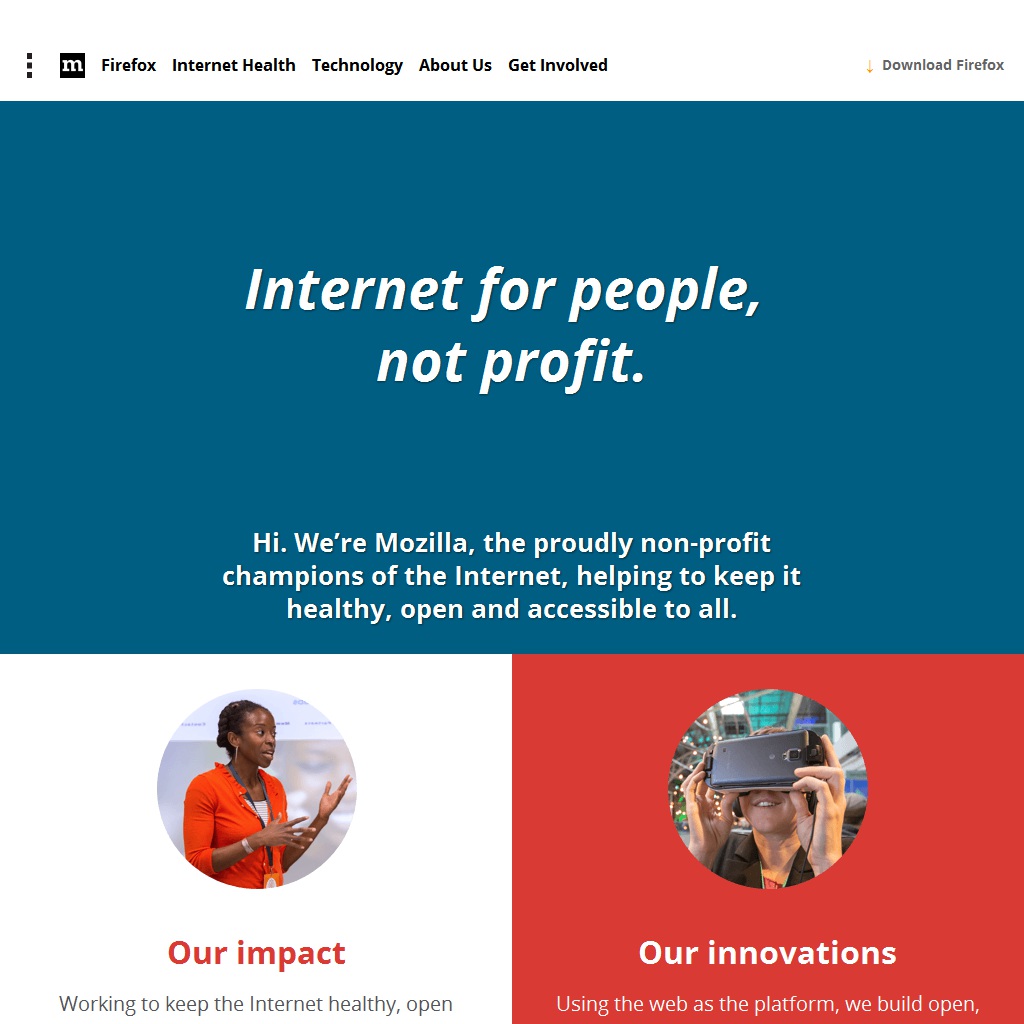 m Firefox Internet Health Technology About Us Get Involved ↓ Download Firefox
Internet for people,
not profit.
Hi. We’re Mozilla, the proudly non-profit
champions of the Internet, helping to keep it
healthy, open and accessible to all.
Our impact
Working to keep the Internet healthy, open
Our innovations
Using the web as the platform, we build open,